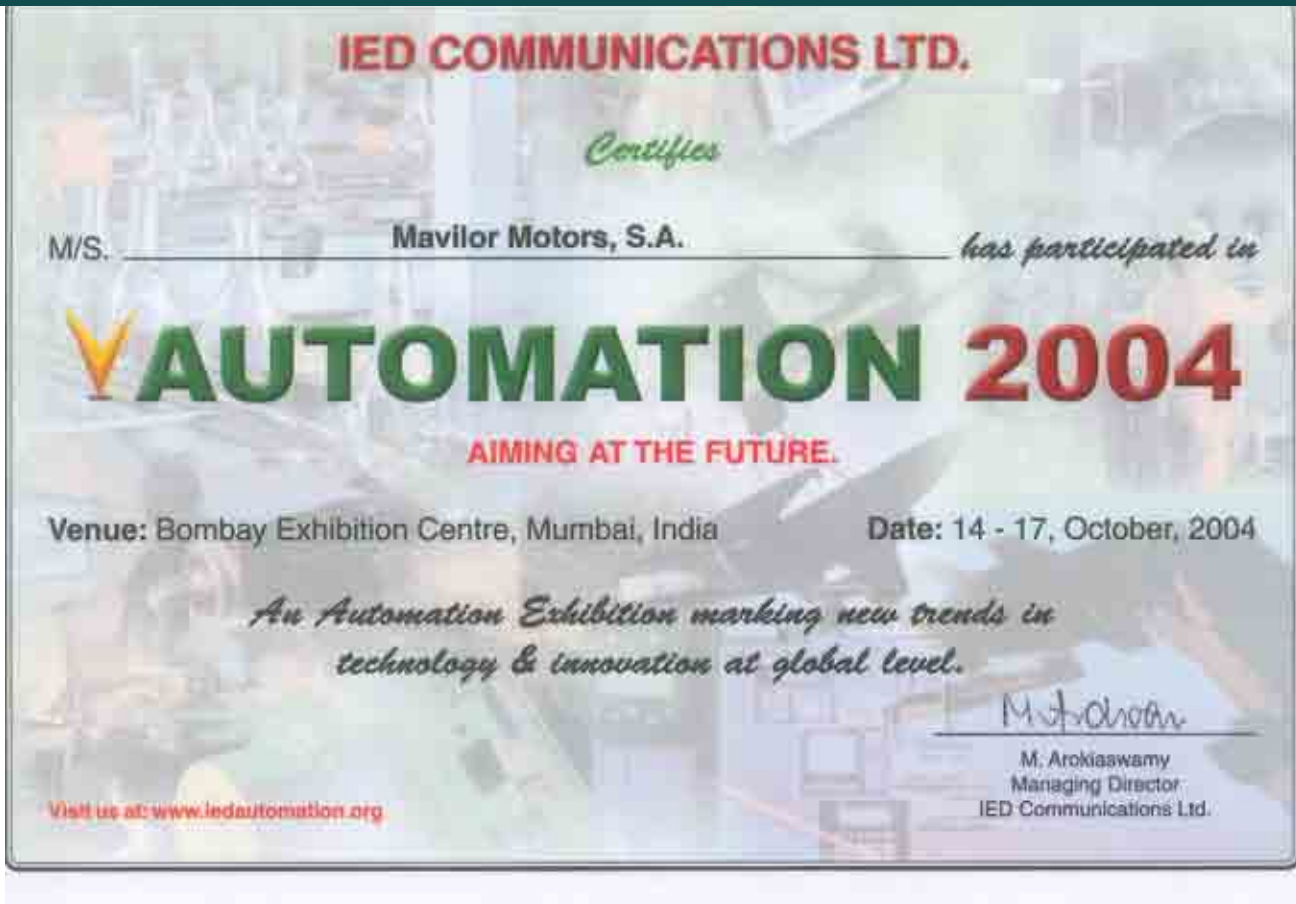 IED COMMUNICATIONS LTD.
Certifies
M/S. Mavilor Motors, S.A. has participated in
AUTOMATION 2004
AIMING AT THE FUTURE.
Venue: Bombay Exhibition Centre, Mumbai, India Date: 14 - 17, October, 2004
An Automation Exhibition marking new trends in
technology & innovation at global level.
M. Arokiaswamy
Managing Director
Visit us at: www.iedautomation.org IED Communications Ltd.